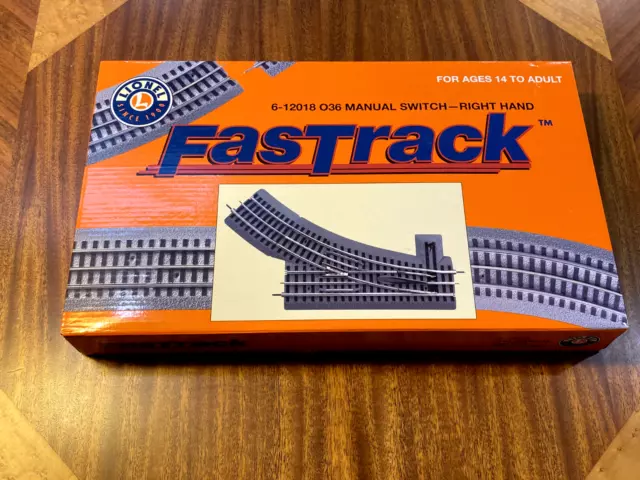 LIONEL
SINCE 1900
L
FOR AGES 14 TO ADULT
6-12018 O36 MANUAL SWITCH—RIGHT HAND
FasTrack™